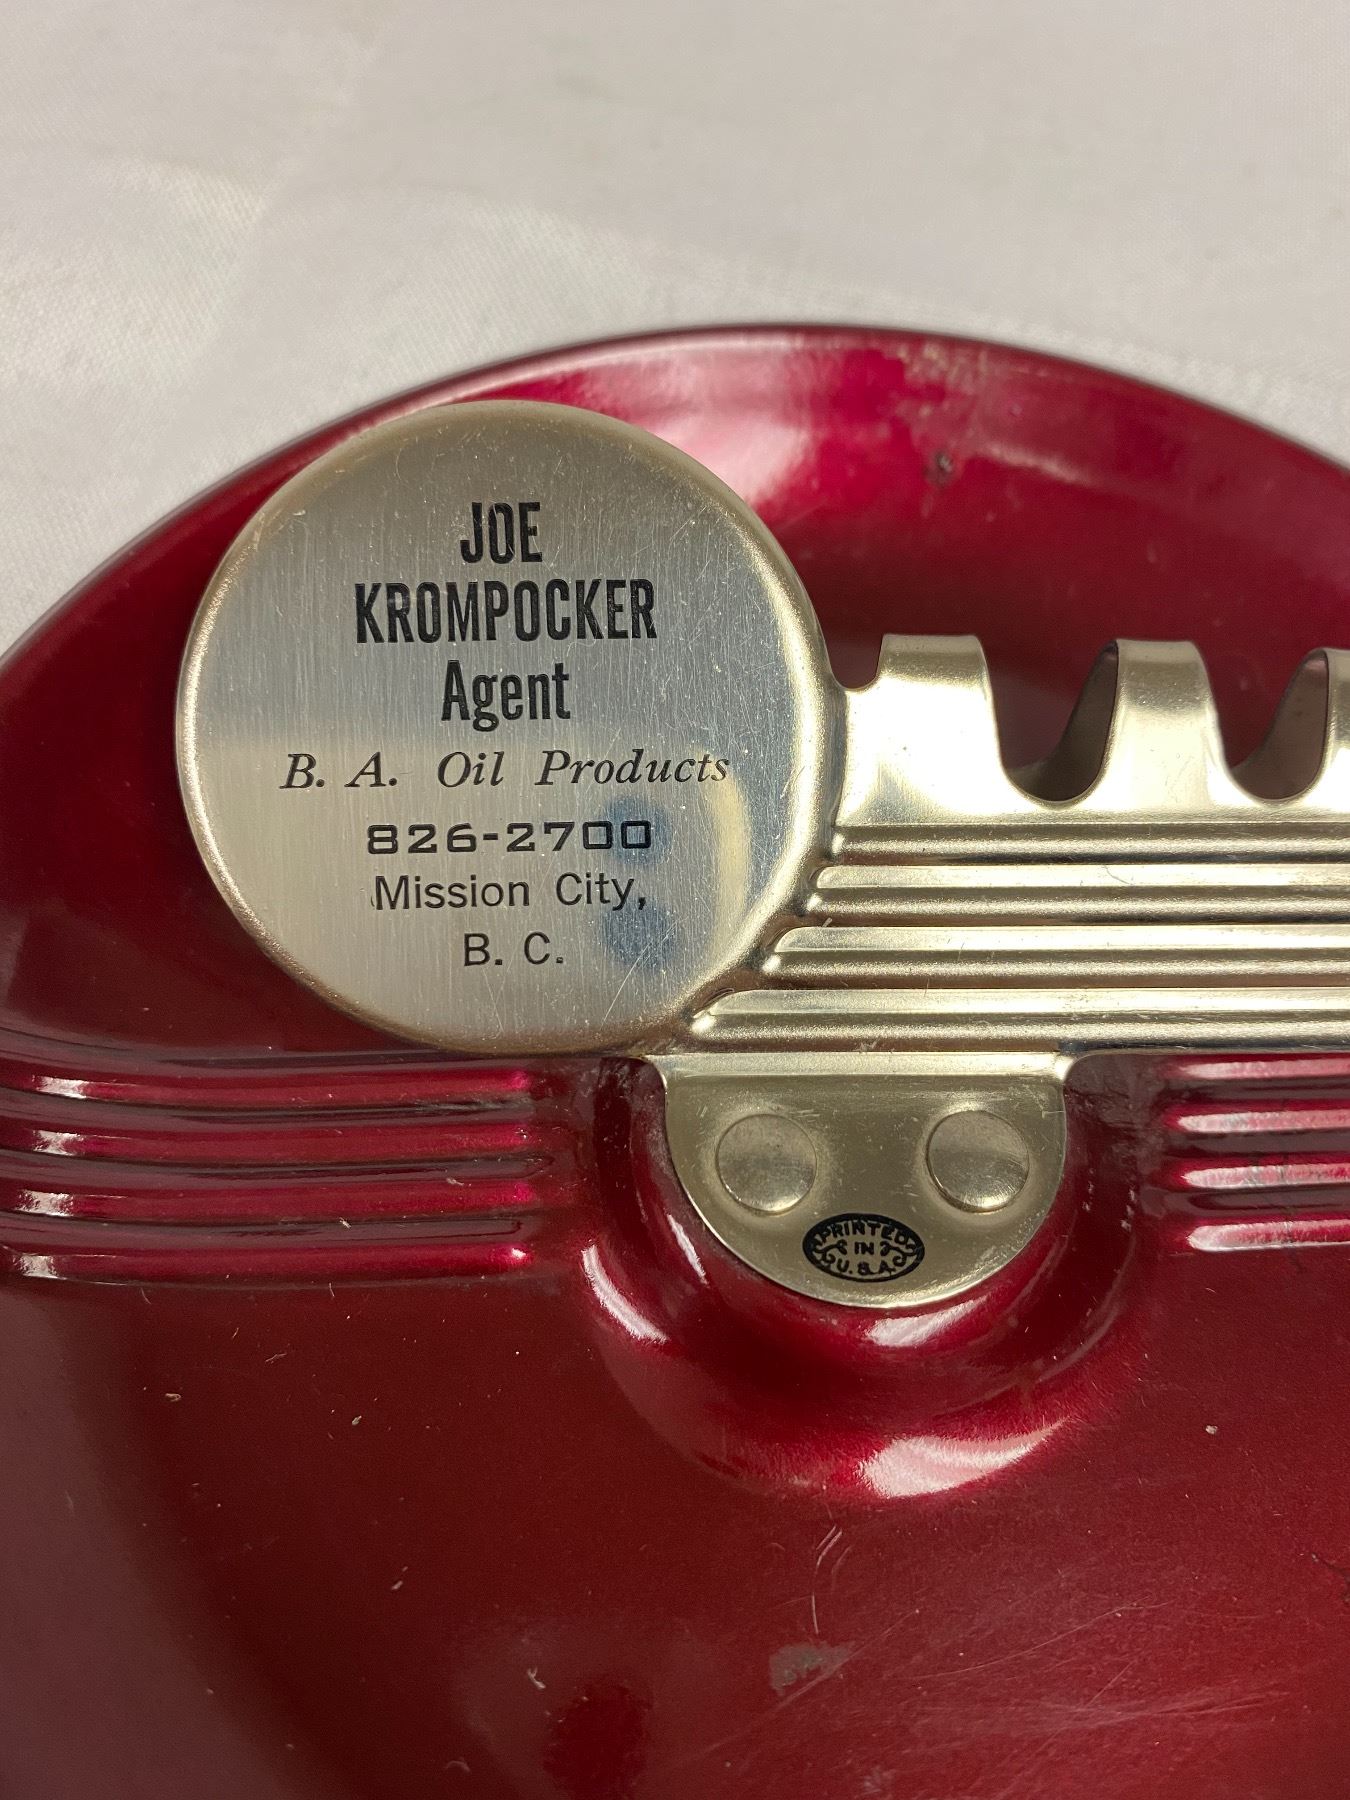 JOE
KROMPOCKER
Agent
B. A. Oil Products
826-2700
Mission City,
B. C.
PRINTED
IN
U.S.A.